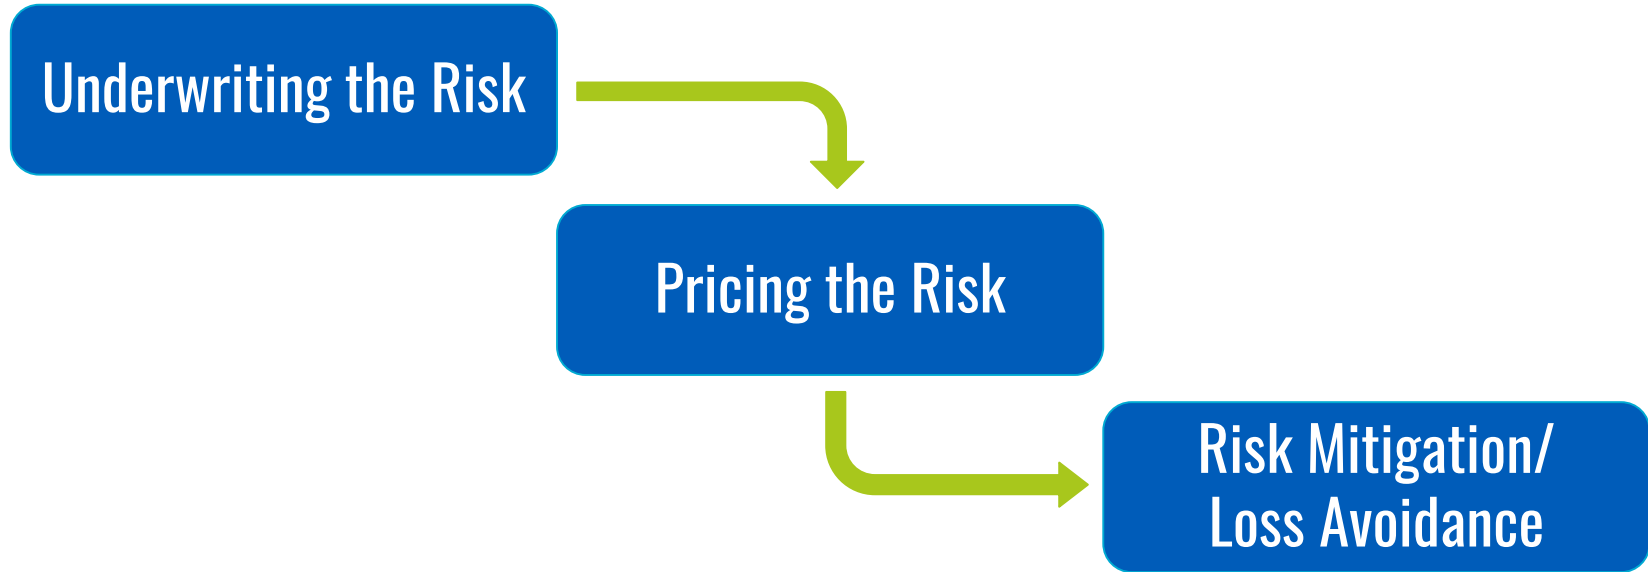 Underwriting the Risk
Pricing the Risk
Risk Mitigation/
Loss Avoidance